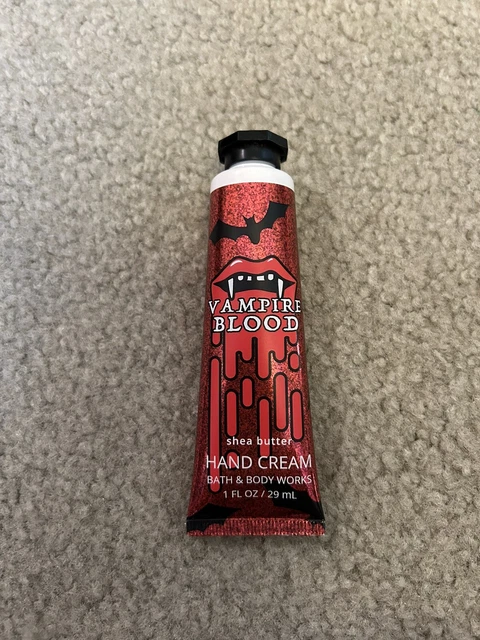 VAMPIRE
BLOOD
shea butter
HAND CREAM
BATH & BODY WORKS
1 FL OZ / 29 mL